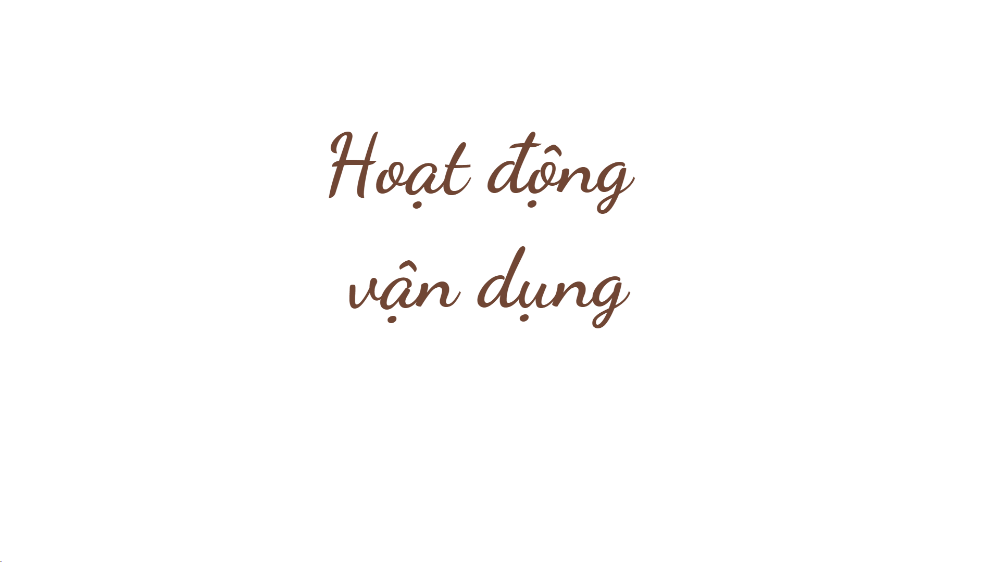 Hoạt động
vận dụng